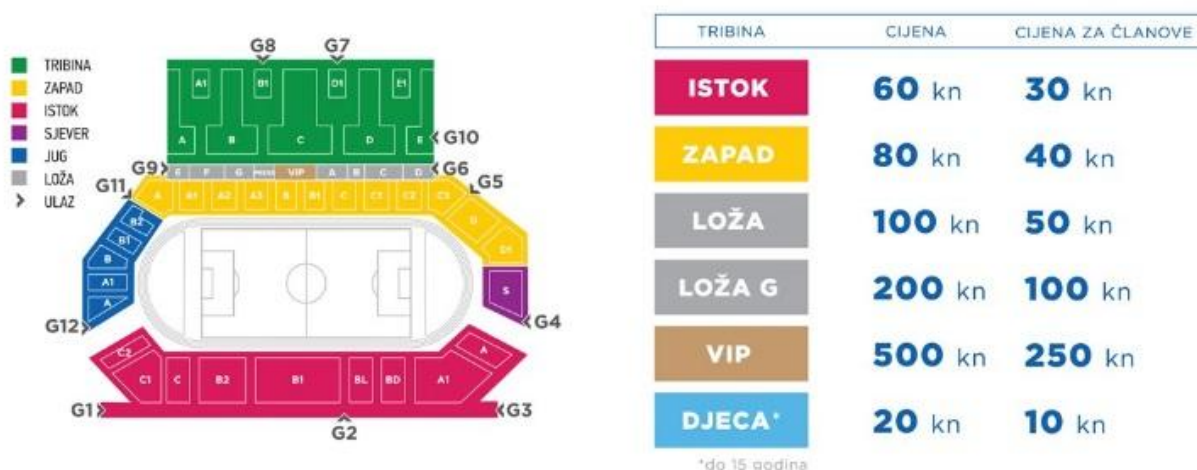 TRIBINA
ZAPAD
ISTOK
SJEVER
JUG
LOŽA
ULAZ
G8
G7
A1 B1 D1 E1
A B C D E
G10
G9
E F G PRESS VIP A B C D
G6
G11
G5
A A1 A2 A3 B B1 C C1 C2 C3
D
D1
B2
B1
B
A1
A
S
G12
G4
C2
C1 C B2 B1 BL BD A1
A
G1
G2
G3
TRIBINA CIJENA CIJENA ZA ČLANOVE
ISTOK 60 kn 30 kn
ZAPAD 80 kn 40 kn
LOŽA 100 kn 50 kn
LOŽA G 200 kn 100 kn
VIP 500 kn 250 kn
DJECA* 20 kn 10 kn
*do 15 godina